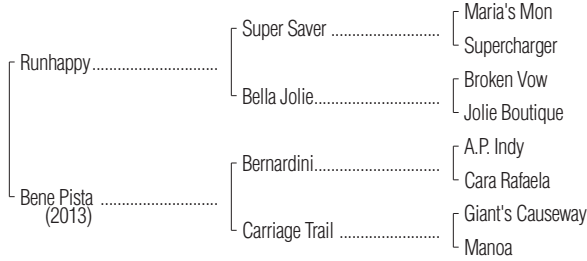 Maria's Mon
Super Saver ........................
Supercharger
Runhappy............................
Broken Vow
Bella Jolie............................
Jolie Boutique
A.P. Indy
Bernardini............................
Cara Rafaela
Bene Pista ..........................
(2013)
Giant's Causeway
Carriage Trail ......................
Manoa